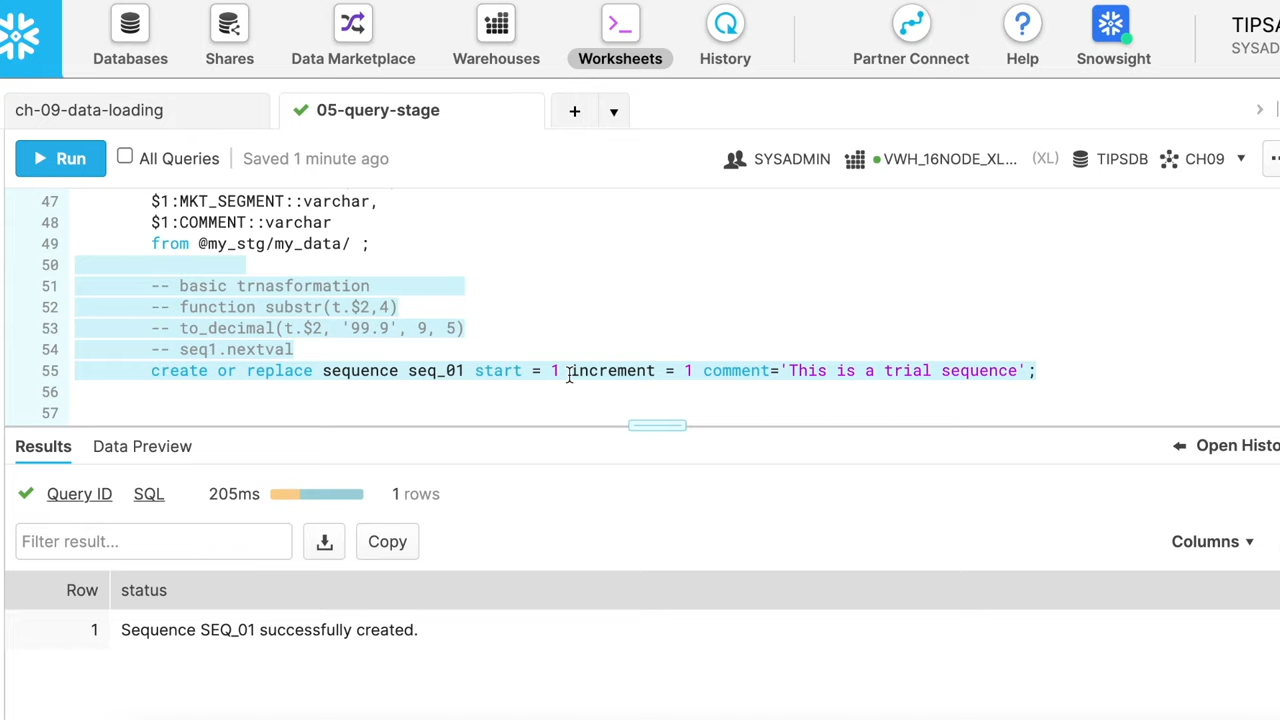 Databases Shares Data Marketplace Warehouses Worksheets History Partner Connect Help Snowsight
TIPSA
SYSAD
ch-09-data-loading 05-query-stage +
Run All Queries Saved 1 minute ago SYSADMIN VWH_16NODE_XL... (XL) TIPSDB CH09
47 $1:MKT_SEGMENT::varchar,
48 $1:COMMENT::varchar
49 from @my_stg/my_data/ ;
50
51 -- basic trnasformation
52 -- function substr(t.$2,4)
53 -- to_decimal(t.$2, '99.9', 9, 5)
54 -- seq1.nextval
55 create or replace sequence seq_01 start = 1 increment = 1 comment='This is a trial sequence';
56
57
Results Data Preview Open Histo
Query ID SQL 205ms 1 rows
Filter result... Copy Columns
Row status
1 Sequence SEQ_01 successfully created.